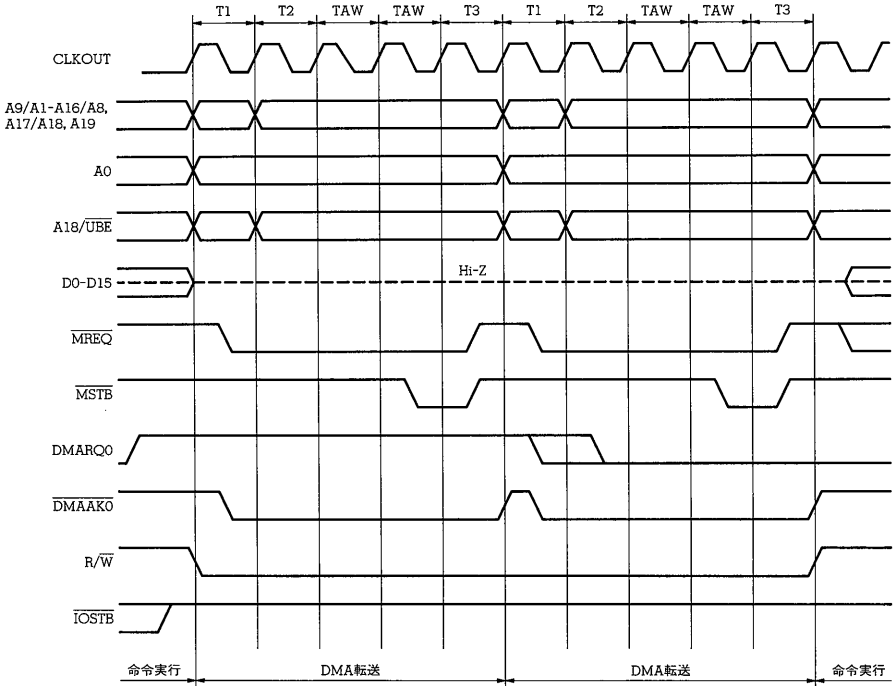 T1 T2 TAW TAW T3 T1 T2 TAW TAW T3
CLKOUT
A9/A1-A16/A8,
A17/A18, A19
A0
A18/UBE
D0-D15
Hi-Z
MREQ
MSTB
DMARQ0
DMAAK0
R/W
IOSTB
命令実行 DMA転送 DMA転送 命令実行